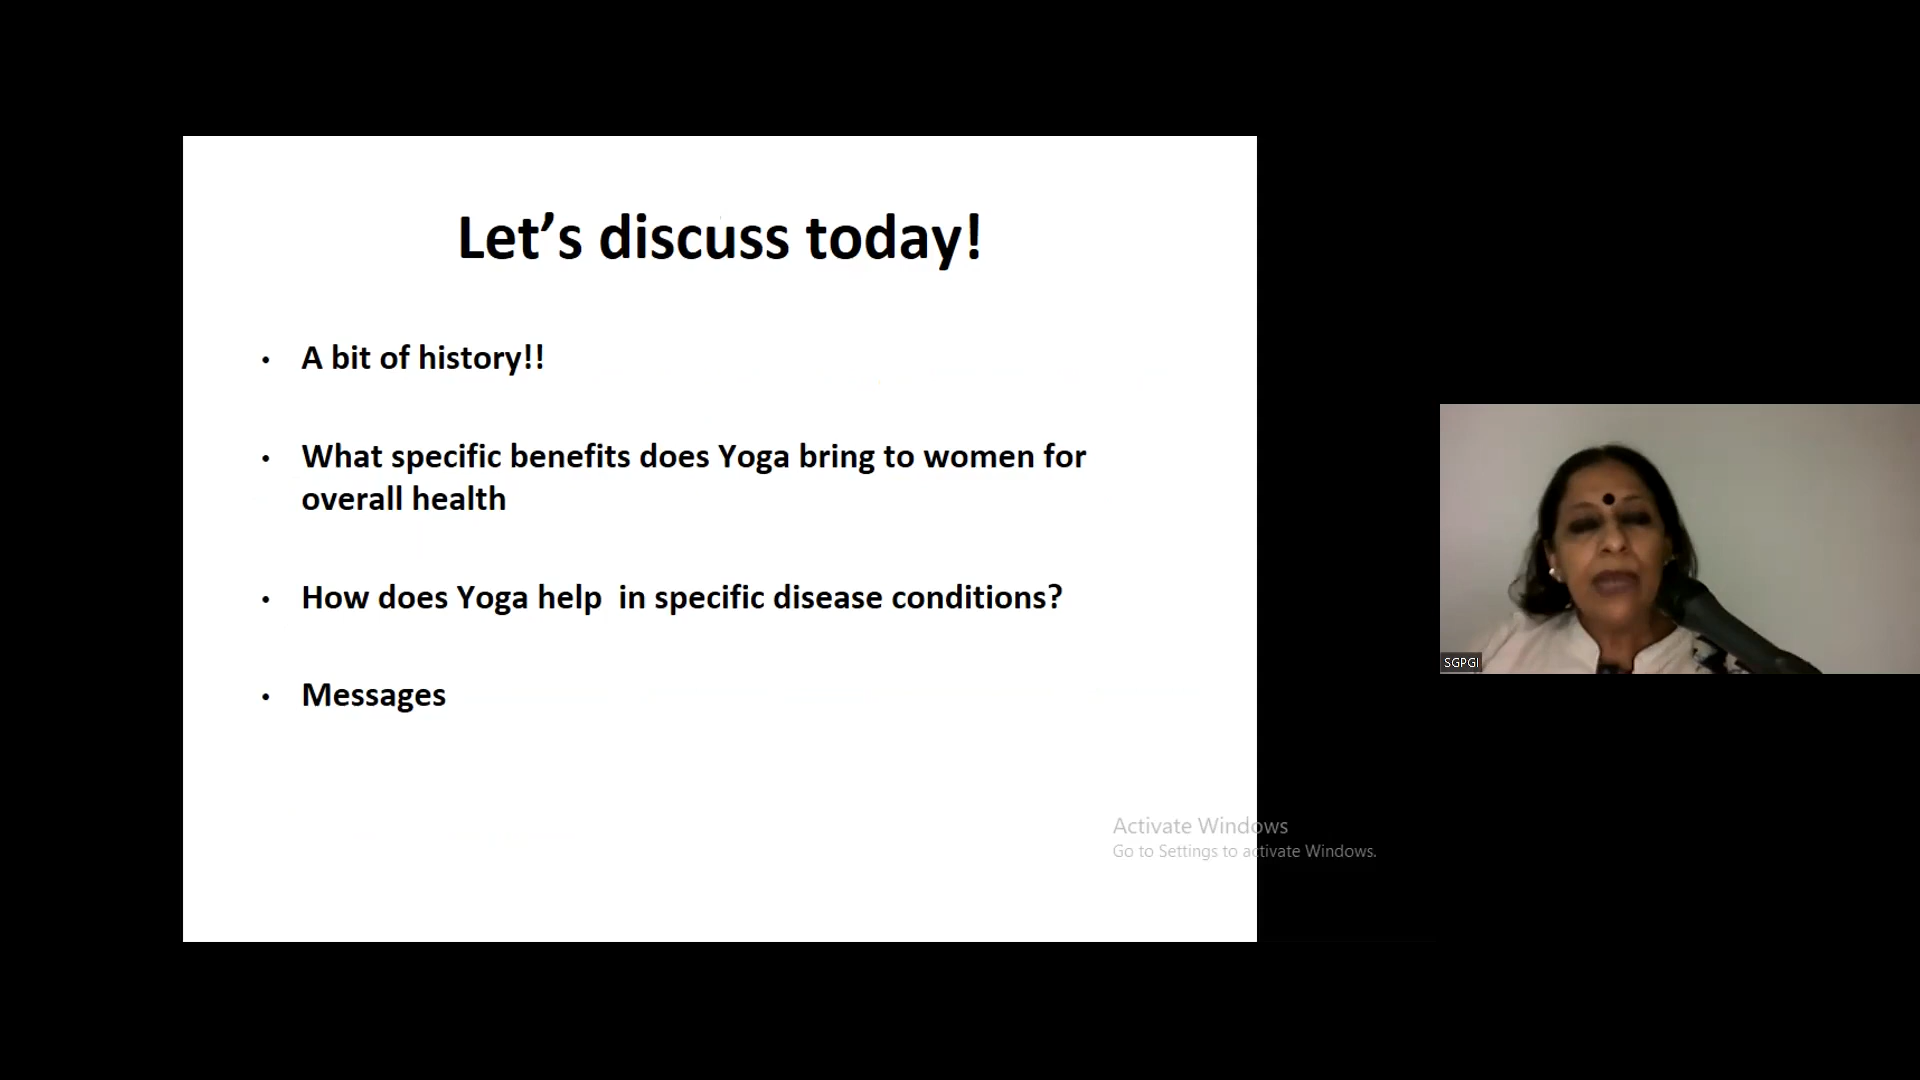 Let’s discuss today!
• A bit of history!!
• What specific benefits does Yoga bring to women for
overall health
• How does Yoga help  in specific disease conditions?
• Messages
SGPGI
Activate Windows
Go to Settings to activate Windows.